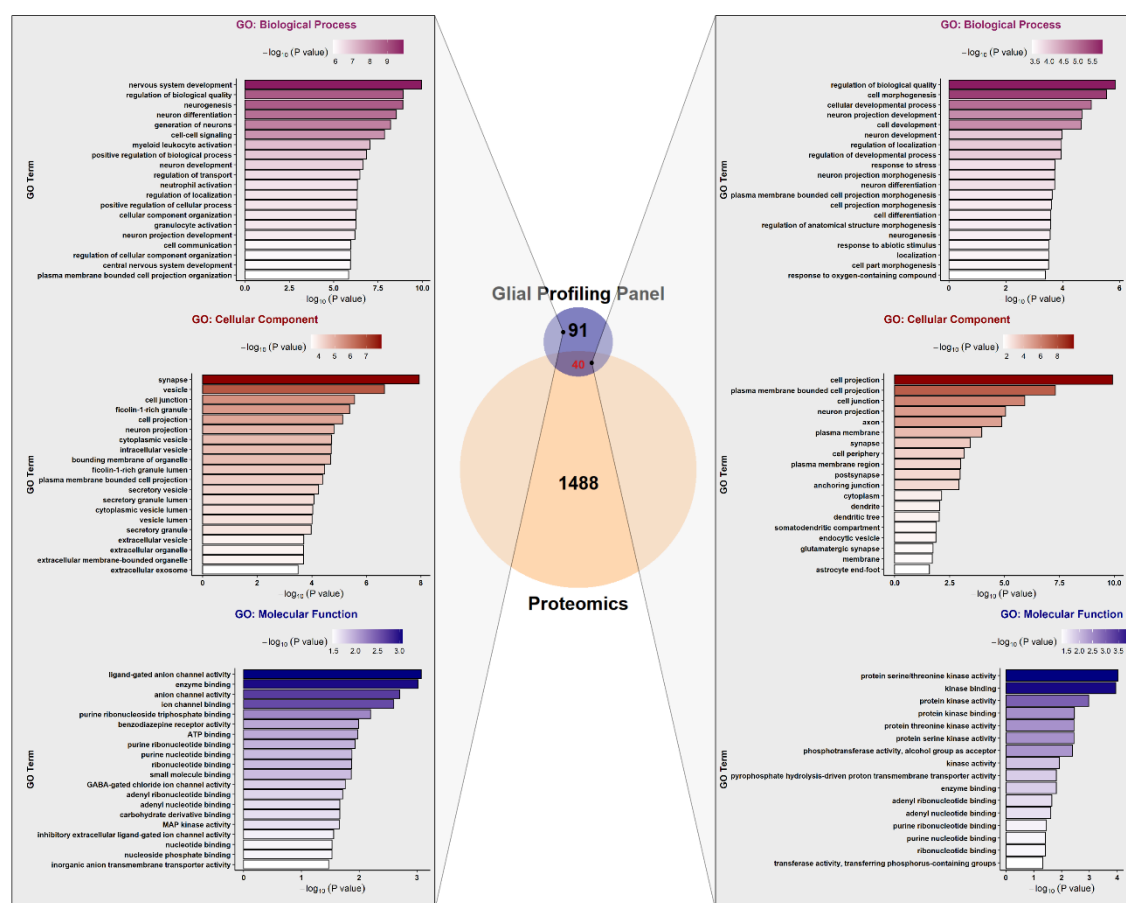 GO: Biological Process
−log10 (P value)
6 7 8 9
GO Term
nervous system development
regulation of biological quality
neurogenesis
neuron differentiation
generation of neurons
cell-cell signaling
myeloid leukocyte activation
positive regulation of biological process
neuron development
regulation of transport
neutrophil activation
regulation of localization
positive regulation of cellular process
cellular component organization
granulocyte activation
neuron projection development
cell communication
regulation of cellular component organization
central nervous system development
plasma membrane bounded cell projection organization
0.0 2.5 5.0 7.5 10.0
log10 (P value)
GO: Cellular Component
−log10 (P value)
4 5 6 7
GO Term
synapse
vesicle
cell junction
ficolin-1-rich granule
cell projection
neuron projection
cytoplasmic vesicle
intracellular vesicle
bounding membrane of organelle
ficolin-1-rich granule lumen
plasma membrane bounded cell projection
secretory vesicle
secretory granule lumen
cytoplasmic vesicle lumen
vesicle lumen
secretory granule
extracellular vesicle
extracellular organelle
extracellular membrane-bounded organelle
extracellular exosome
0 2 4 6 8
−log10 (P value)
GO: Molecular Function
−log10 (P value)
1.5 2.0 2.5 3.0
GO Term
ligand-gated anion channel activity
enzyme binding
anion channel activity
ion channel binding
purine ribonucleoside triphosphate binding
benzodiazepine receptor activity
ATP binding
purine ribonucleotide binding
purine nucleotide binding
ribonucleotide binding
small molecule binding
GABA-gated chloride ion channel activity
adenyl ribonucleotide binding
adenyl nucleotide binding
carbohydrate derivative binding
MAP kinase activity
inhibitory extracellular ligand-gated ion channel activity
nucleotide binding
nucleoside phosphate binding
inorganic anion transmembrane transporter activity
0 1 2 3
−log10 (P value)
Glial Profiling Panel
91
40
1488
Proteomics
GO: Biological Process
−log10 (P value)
3.5 4.0 4.5 5.0 5.5
GO Term
regulation of biological quality
cell morphogenesis
cellular developmental process
neuron projection development
cell development
neuron development
regulation of localization
regulation of developmental process
response to stress
neuron projection morphogenesis
neuron differentiation
plasma membrane bounded cell projection morphogenesis
cell projection morphogenesis
cell differentiation
regulation of anatomical structure morphogenesis
neurogenesis
response to abiotic stimulus
localization
cell part morphogenesis
response to oxygen-containing compound
0 2 4 6
log10 (P value)
GO: Cellular Component
−log10 (P value)
2 4 6 8
GO Term
cell projection
plasma membrane bounded cell projection
cell junction
neuron projection
axon
plasma membrane
synapse
cell periphery
plasma membrane region
postsynapse
anchoring junction
cytoplasm
dendrite
dendritic tree
somatodendritic compartment
endocytic vesicle
glutamatergic synapse
membrane
astrocyte end-foot
0.0 2.5 5.0 7.5 10.0
−log10 (P value)
GO: Molecular Function
−log10 (P value)
1.5 2.0 2.5 3.0 3.5
GO Term
protein serine/threonine kinase activity
kinase binding
protein kinase activity
protein kinase binding
protein threonine kinase activity
protein serine kinase activity
phosphotransferase activity, alcohol group as acceptor
kinase activity
pyrophosphate hydrolysis-driven proton transmembrane transporter activity
enzyme binding
adenyl ribonucleotide binding
adenyl nucleotide binding
purine ribonucleotide binding
purine nucleotide binding
ribonucleotide binding
transferase activity, transferring phosphorus-containing groups
0 1 2 3 4
−log10 (P value)